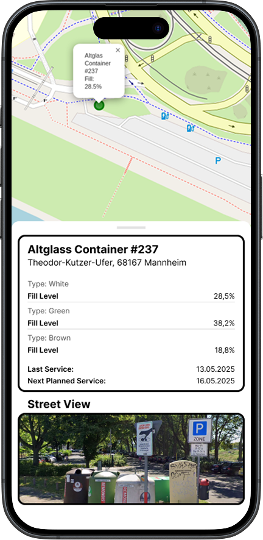 Altglas
Container
#237
Fill:
28.5%
×
P
Altglass Container #237
Theodor-Kutzer-Ufer, 68167 Mannheim
Type: White
Fill Level 28,5%
Type: Green
Fill Level 38,2%
Type: Brown
Fill Level 18,8%
Last Service: 13.05.2025
Next Planned Service: 16.05.2025
Street View
P
ZONE